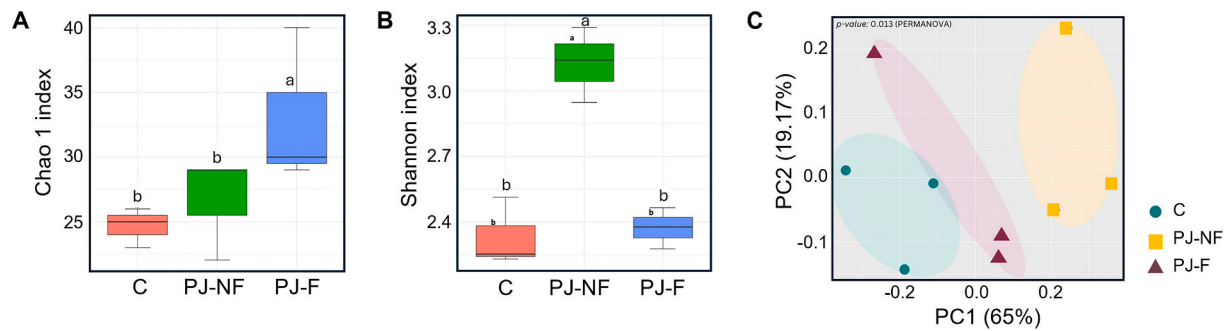 A
Chao 1 index
40
35
30
25
b
b
a
C PJ-NF PJ-F
B
Shannon index
3.3
3.0
2.7
2.4
b
b
a
a
b
b
C PJ-NF PJ-F
C
p-value: 0.013 (PERMANOVA)
PC2 (19.17%)
0.2
0.1
0.0
-0.1
-0.2 0.0 0.2
PC1 (65%)
C
PJ-NF
PJ-F